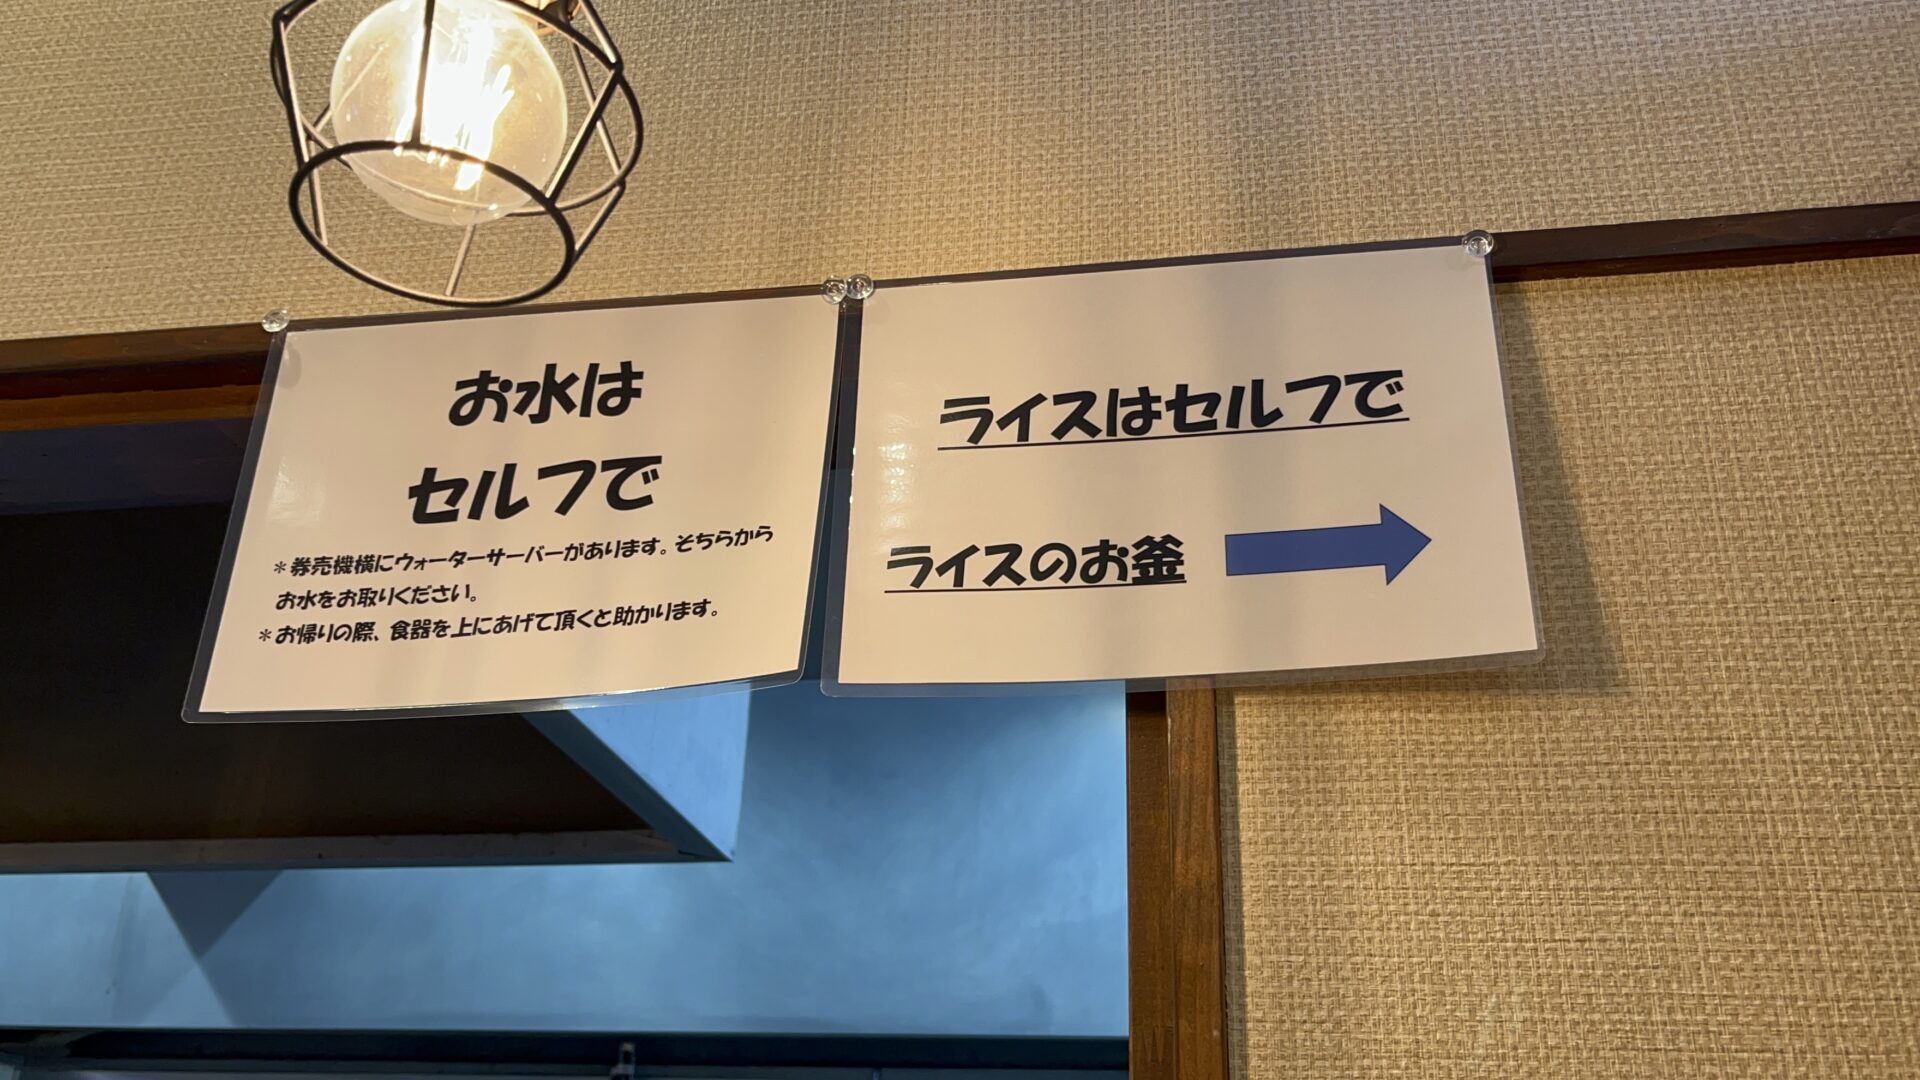 お水は
セルフで
*券売機横にウォーターサーバーがあります。そちらから
お水をお取りください。
*お帰りの際、食器を上にあげて頂くと助かります。
ライスはセルフで
ライスのお釜